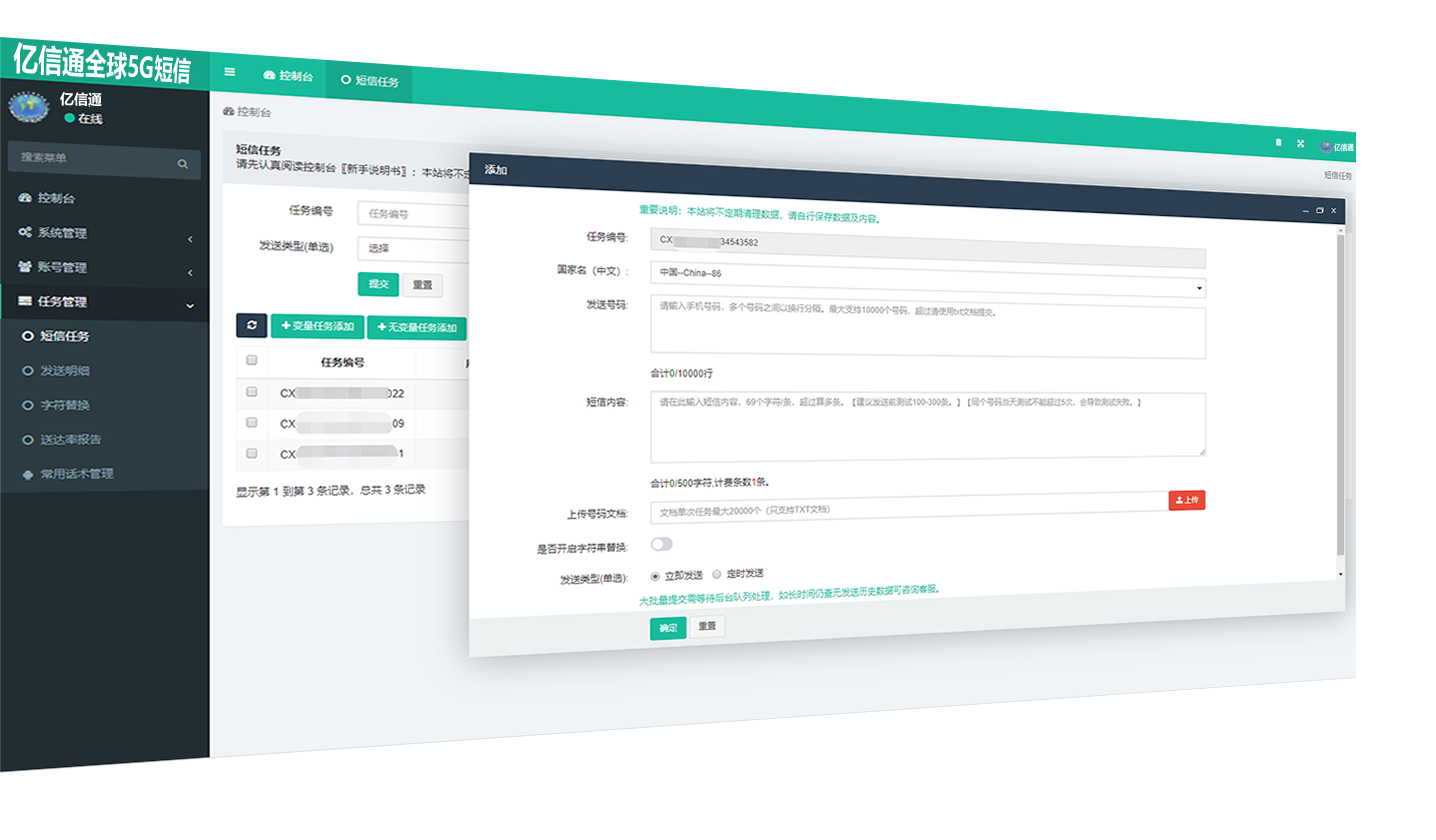 亿信通全球5G短信
控制台
短信任务
亿信通
亿信通
在线
控制台
短信任务
搜索菜单
控制台
系统管理
账号管理
任务管理
短信任务
发送明细
字符替换
送达率报告
常用话术管理
短信任务
请先认真阅读控制台〖新手说明书〗；本站将不定
任务编号
任务编号
发送类型(单选)
选择
提交
重置
变量任务添加
无变量任务添加
任务编号
CX 022
CX 09
CX 1
显示第 1 到第 3 条记录，总共 3 条记录
添加
重要说明：本站将不定期清理数据，请自行保存数据及内容。
任务编号:
CX 34543582
国家名（中文）:
中国--China--86
发送号码:
请输入手机号码，多个号码之间以换行分隔。最大支持10000个号码，超过请使用txt文档提交。
合计0/10000行
短信内容:
请在此输入短信内容，69个字符/条，超过算多条。【建议发送前测试100-300条。】【同个号码当天测试不能超过5次，会导致测试失败。】
合计0/500字符,计费条数1条。
上传号码文档:
文档单次任务最大20000个（只支持TXT文档）
上传
是否开启字符串替换:
发送类型(单选):
立即发送
定时发送
大批量提交需等待后台队列处理，如长时间仍查无发送历史数据可咨询客服。
确定
重置